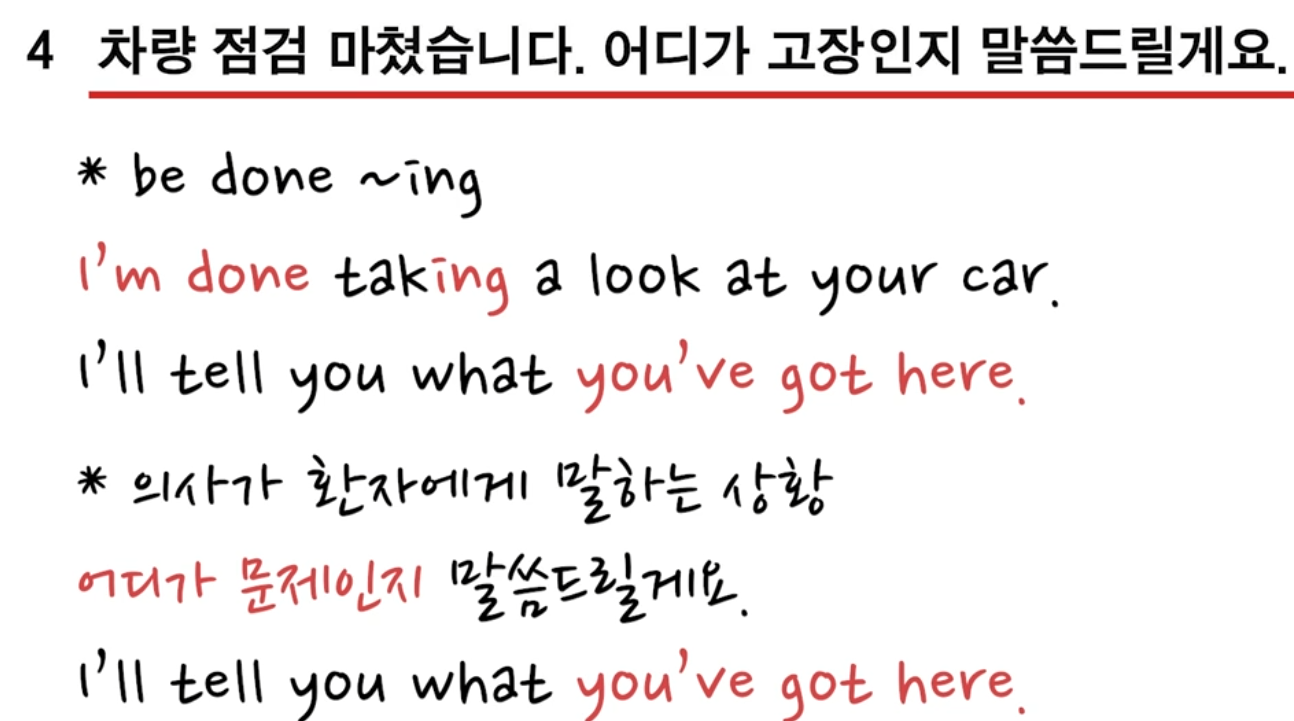 4 차량 점검 마쳤습니다. 어디가 고장인지 말씀드릴게요.
* be done ~ing
I'm done taking a look at your car.
I'll tell you what you've got here.
* 의사가 환자에게 말하는 상황
어디가 문제인지 말씀드릴게요.
I'll tell you what you've got here.